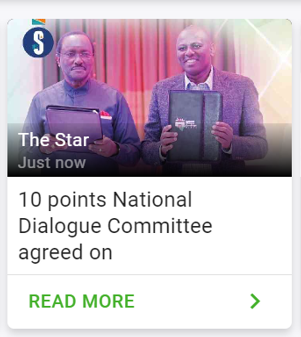 S
The Star
Just now
10 points National
Dialogue Committee
agreed on
READ MORE